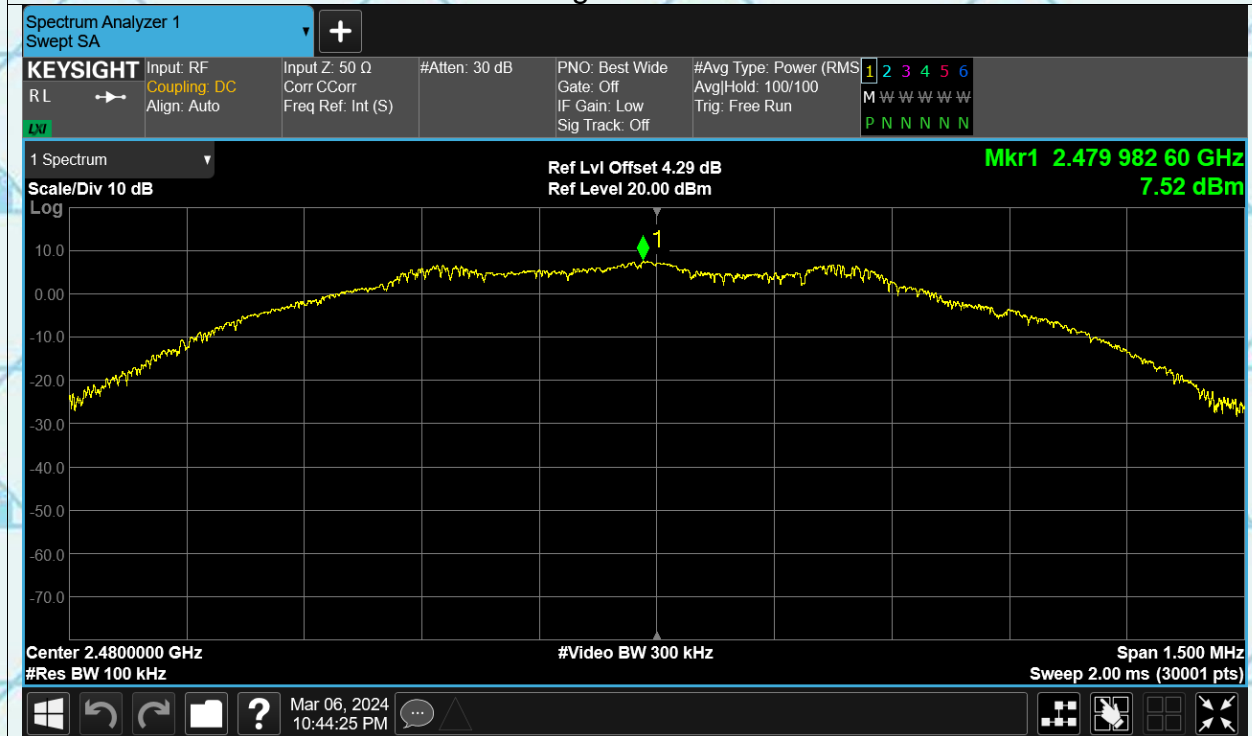 Spectrum Analyzer 1
Swept SA
+
KEYSIGHT
RL
LXI
Input: RF
Coupling: DC
Align: Auto
Input Z: 50 Ω
Corr CCorr
Freq Ref: Int (S)
#Atten: 30 dB
PNO: Best Wide
Gate: Off
IF Gain: Low
Sig Track: Off
#Avg Type: Power (RMS
Avg|Hold: 100/100
Trig: Free Run
1 2 3 4 5 6
M W W W W W
P N N N N N
1 Spectrum
Scale/Div 10 dB
Log
Ref Lvl Offset 4.29 dB
Ref Level 20.00 dBm
Mkr1 2.479 982 60 GHz
7.52 dBm
1
10.0
0.00
-10.0
-20.0
-30.0
-40.0
-50.0
-60.0
-70.0
Center 2.4800000 GHz
#Video BW 300 kHz
Span 1.500 MHz
#Res BW 100 kHz
Sweep 2.00 ms (30001 pts)
?
Mar 06, 2024
10:44:25 PM